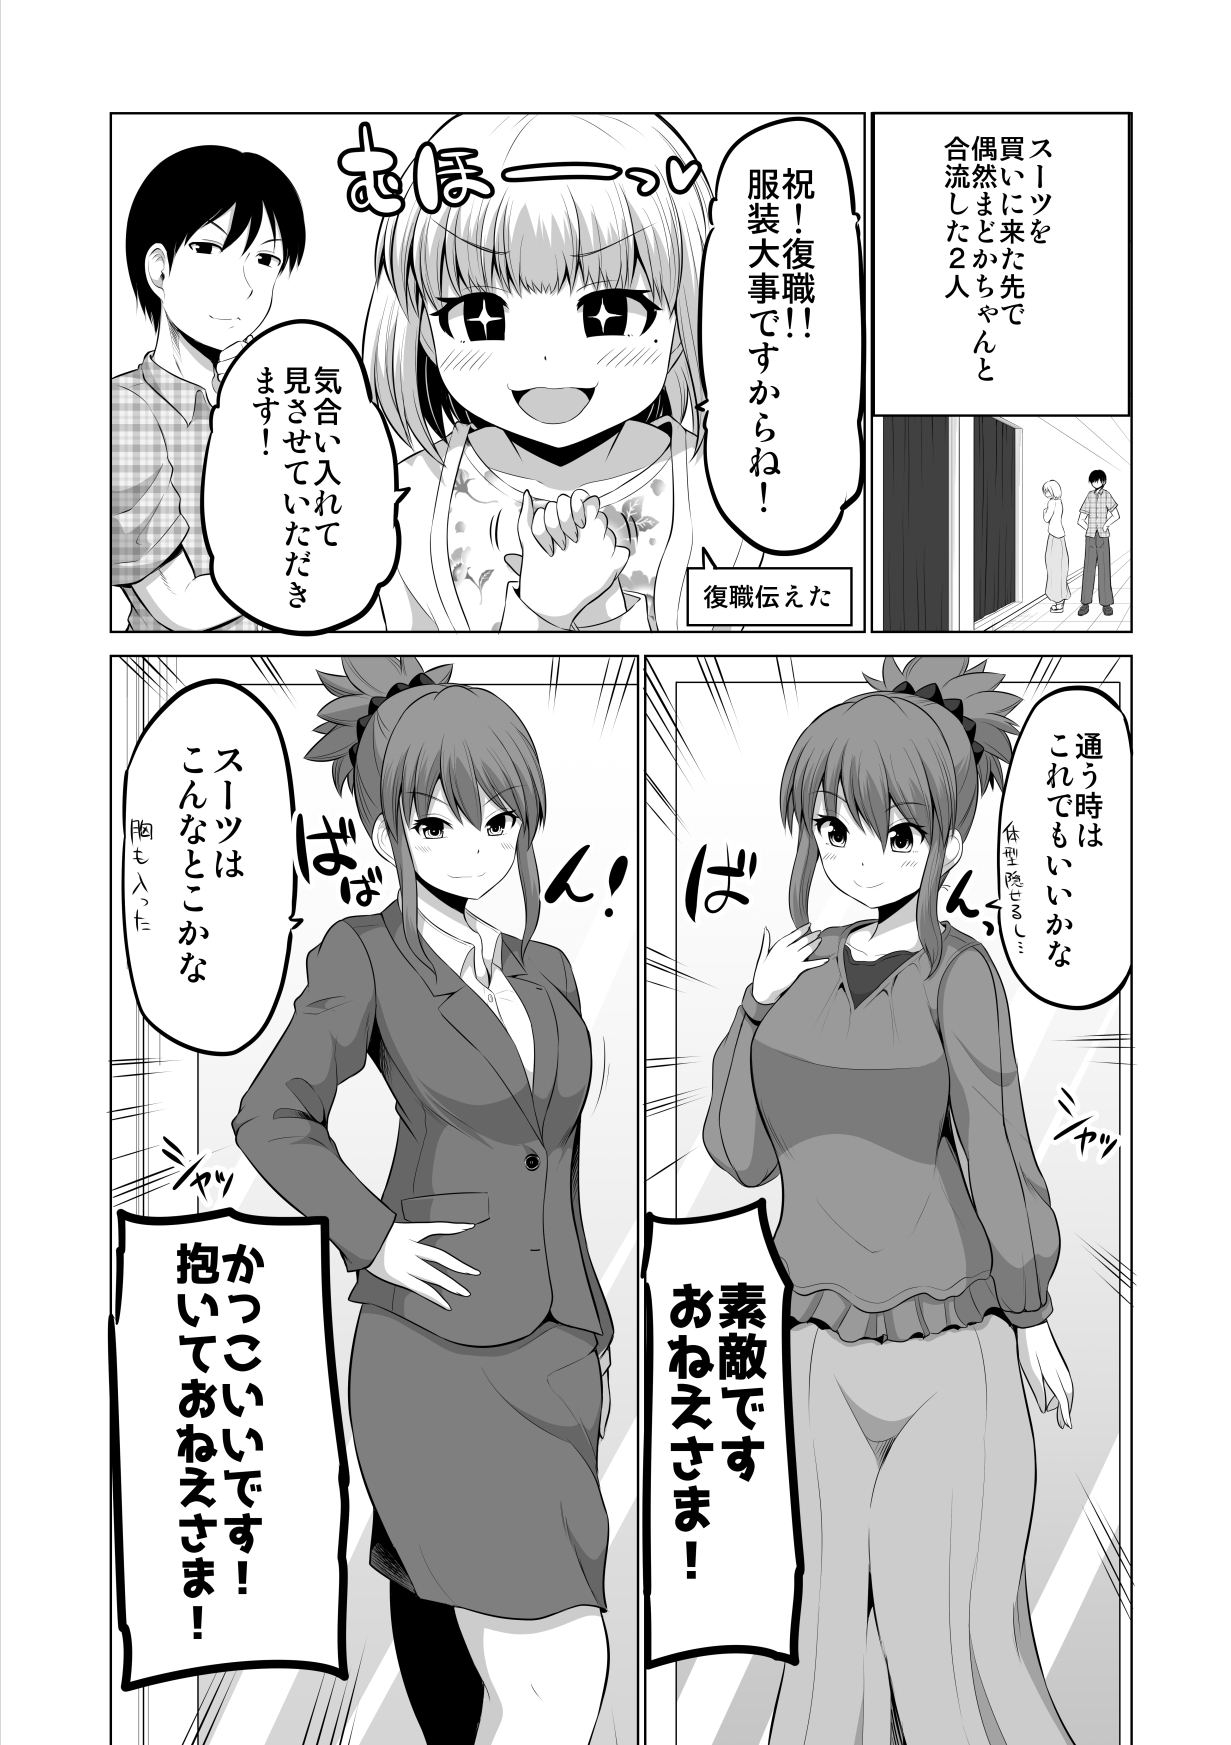 スーツを
買いに来た先で
偶然まどかちゃんと
合流した2人
祝!復職!!
服装大事ですからね!
むほーっ♡
復職伝えた
気合い入れて
見させていただき
ます!
通う時は
これでもいいかな
体型隠せるし…
ばんっ
シャッ
素敵です
おねえさま!
スーツは
こんなとこかな
胸も入った
ばばん!
シャッ
かっこいいです!
抱いておねえさま!